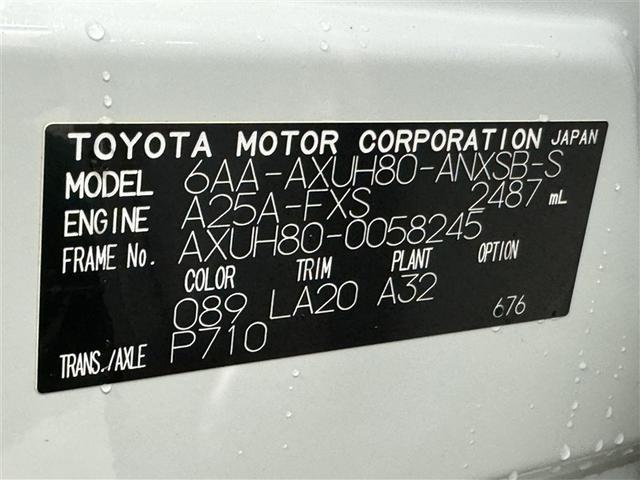 TOYOTA MOTOR CORPORATION JAPAN
MODEL 6AA-AXUH80-ANXSB-S
ENGINE A25A-FXS 2487 mL
FRAME No. AXUH80-0058245
COLOR TRIM PLANT OPTION
089 LA20 A32 676
TRANS./AXLE P710